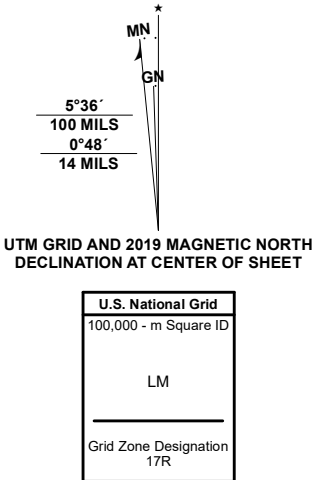 ★
MN
GN
5°36´
100 MILS
0°48´
14 MILS
UTM GRID AND 2019 MAGNETIC NORTH
DECLINATION AT CENTER OF SHEET
U.S. National Grid
100,000 - m Square ID
LM
Grid Zone Designation
17R